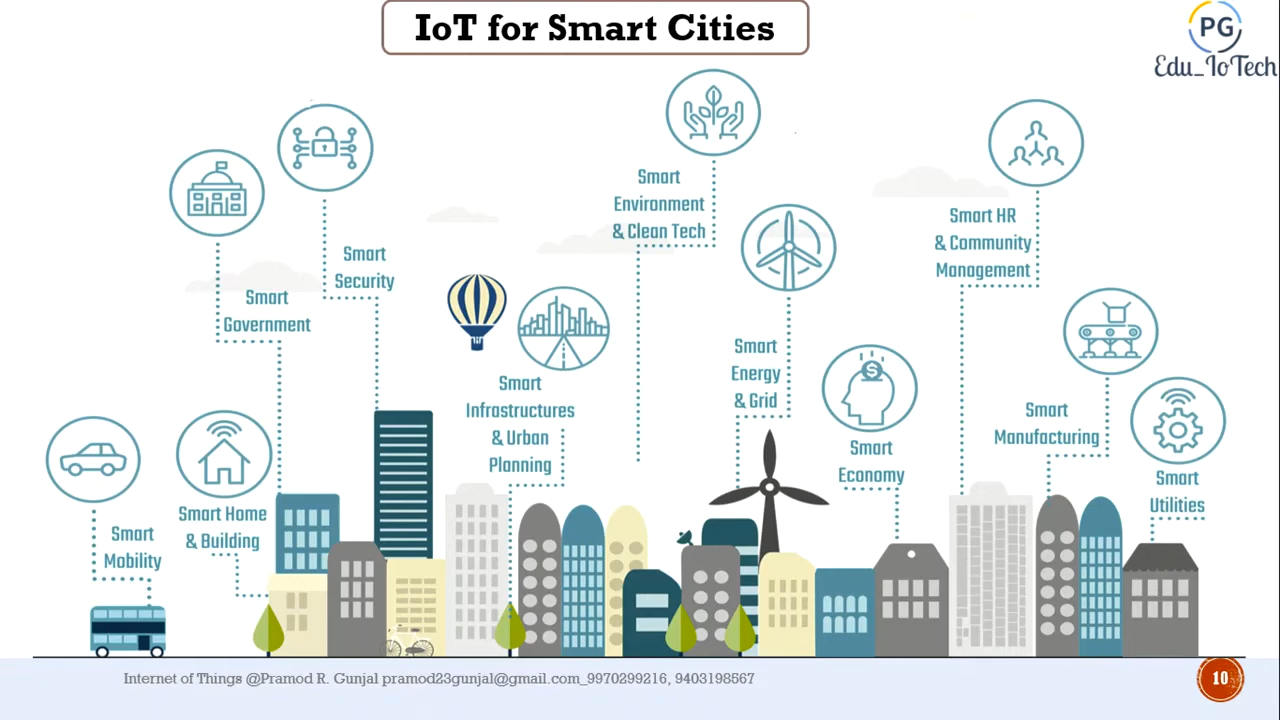 IoT for Smart Cities
PG
Edu_IoTech
Smart
Environment
& Clean Tech
Smart HR
& Community
Management
Smart
Security
Smart
Government
Smart
Infrastructures
& Urban
Planning
Smart
Energy
& Grid
Smart
Economy
Smart
Manufacturing
Smart
Utilities
Smart Home
& Building
Smart
Mobility
Internet of Things @Pramod R. Gunjal pramod23gunjal@gmail.com_9970299216, 9403198567
10